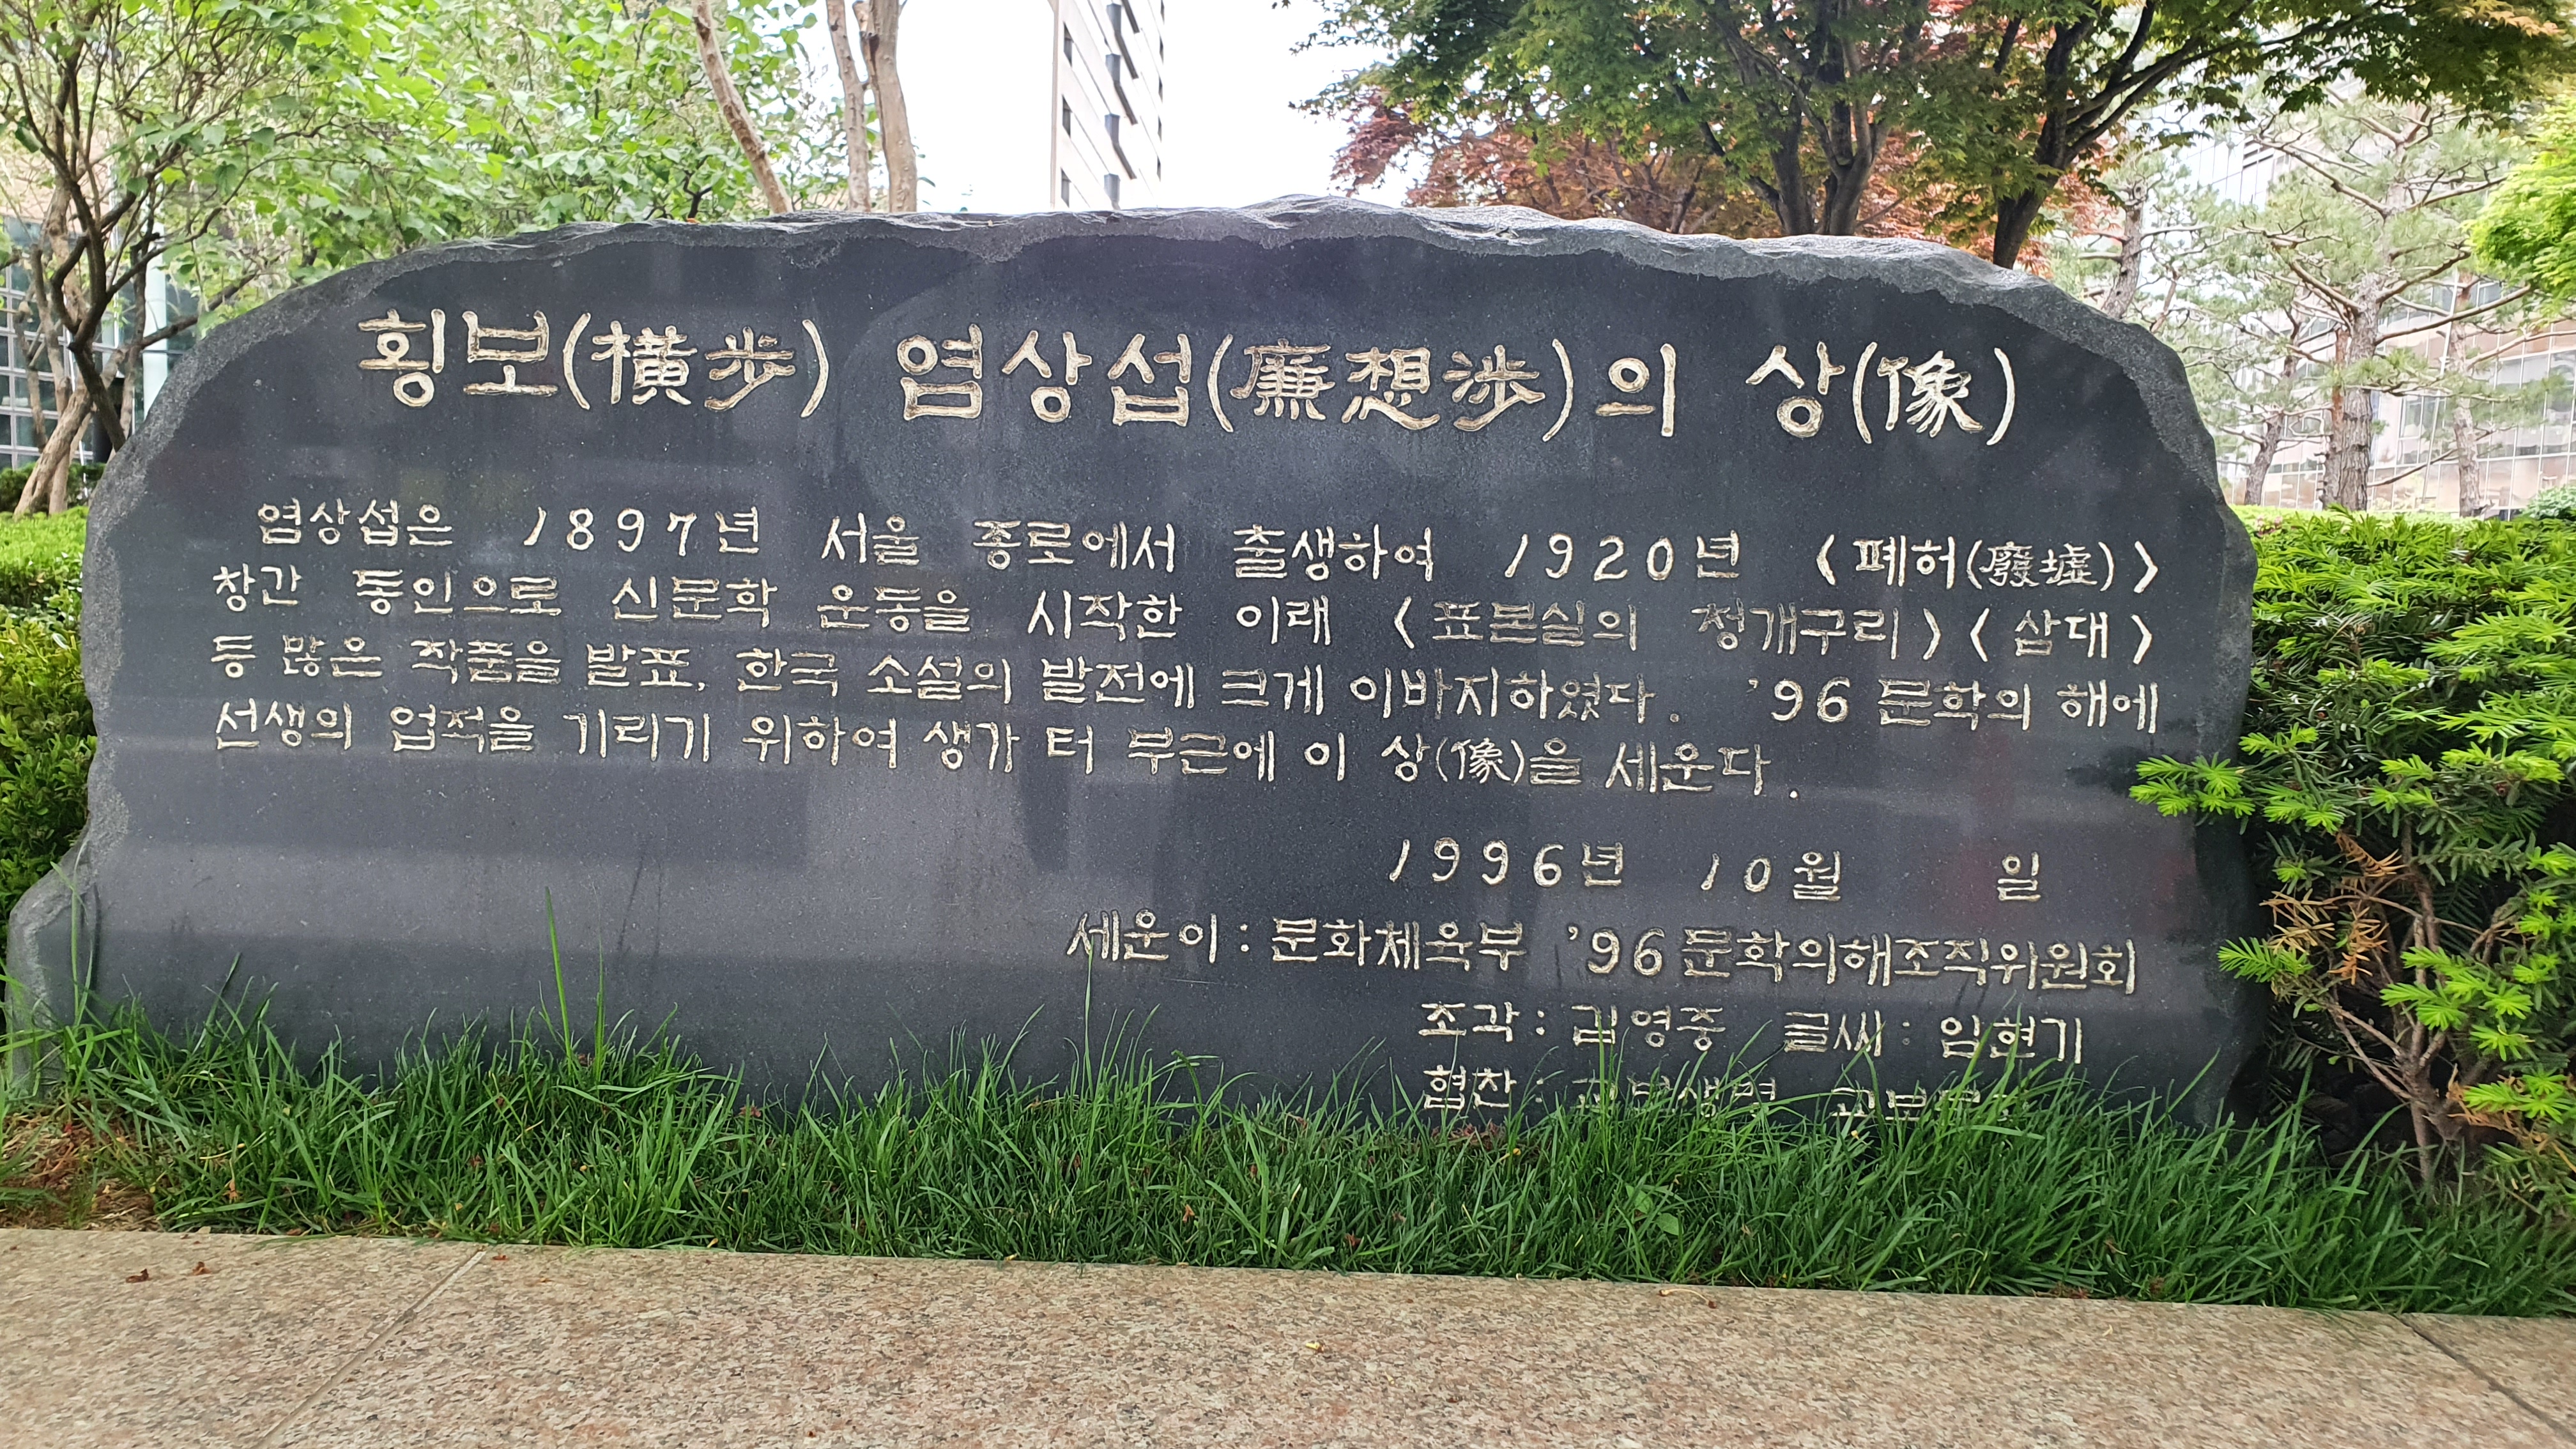 횡보(橫步) 염상섭(廉想涉)의 상(像)
염상섭은 1897년 서울 종로에서 출생하여 1920년 <폐허(廢墟)>
창간 동인으로 신문학 운동을 시작한 이래 <표본실의 청개구리><삼대>
등 많은 작품을 발표, 한국 소설의 발전에 크게 이바지하였다. '96 문학의 해에
선생의 업적을 기리기 위하여 생가 터 부근에 이 상(像)을 세운다.
1996년 10월 일
세운이 : 문화체육부 '96 문학의해조직위원회
조각 : 김영중 글씨 : 임현기
협찬 :